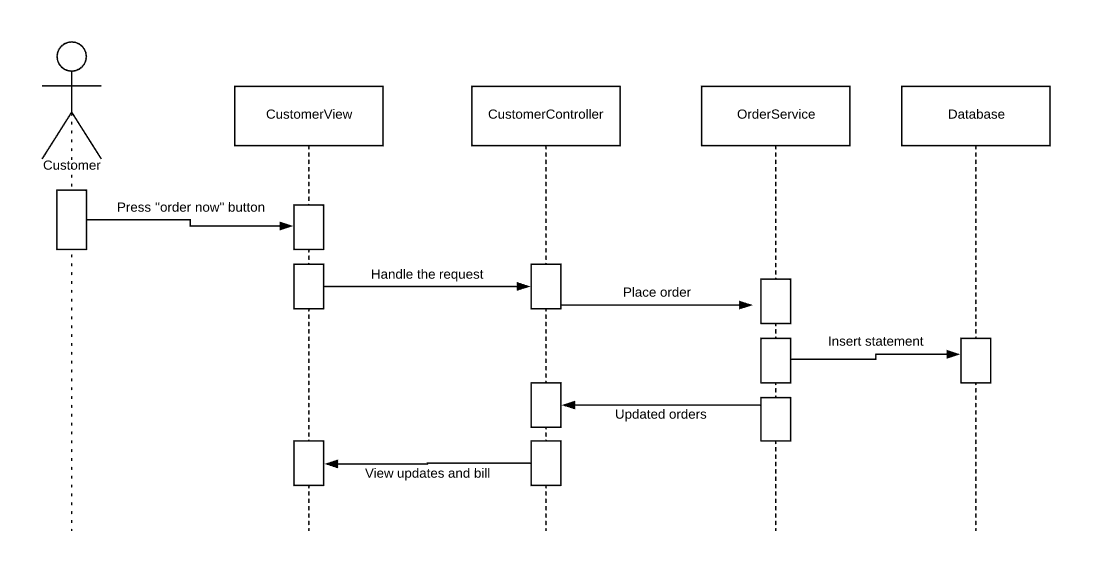 CustomerView
CustomerController
OrderService
Database
Customer
Press "order now" button
Handle the request
Place order
Insert statement
Updated orders
View updates and bill